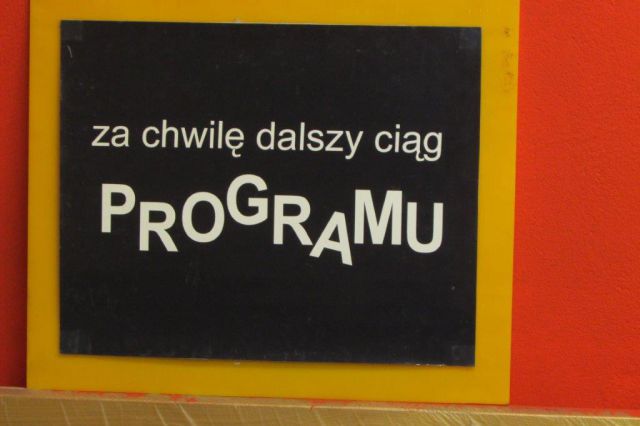 za chwilę dalszy ciąg
PROGRAMU